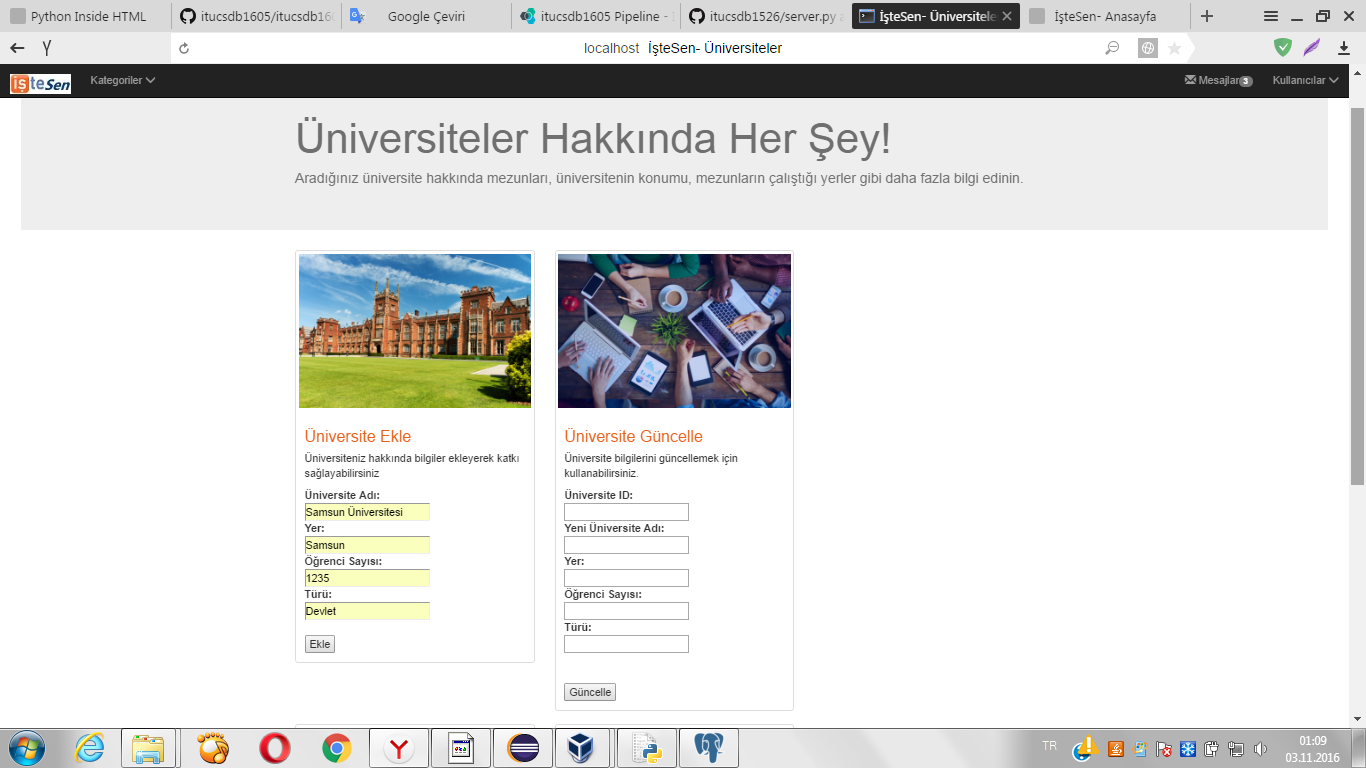 Python Inside HTML
itucsdb1605/itucsdb160
Google Çeviri
itucsdb1605 Pipeline -
itucsdb1526/server.py a
İşteSen- Üniversitele
İşteSen- Anasayfa
localhost İşteSen- Üniversiteler
işteSen
Kategoriler
Mesajlar 3
Kullanıcılar
Üniversiteler Hakkında Her Şey!
Aradığınız üniversite hakkında mezunları, üniversitenin konumu, mezunların çalıştığı yerler gibi daha fazla bilgi edinin.
Üniversite Ekle
Üniversiteniz hakkında bilgiler ekleyerek katkı
sağlayabilirsiniz
Üniversite Adı:
Samsun Üniversitesi
Yer:
Samsun
Öğrenci Sayısı:
1235
Türü:
Devlet
Ekle
Üniversite Güncelle
Üniversite bilgilerini güncellemek için
kullanabilirsiniz.
Üniversite ID:
Yeni Üniversite Adı:
Yer:
Öğrenci Sayısı:
Türü:
Güncelle
TR
01:09
03.11.2016